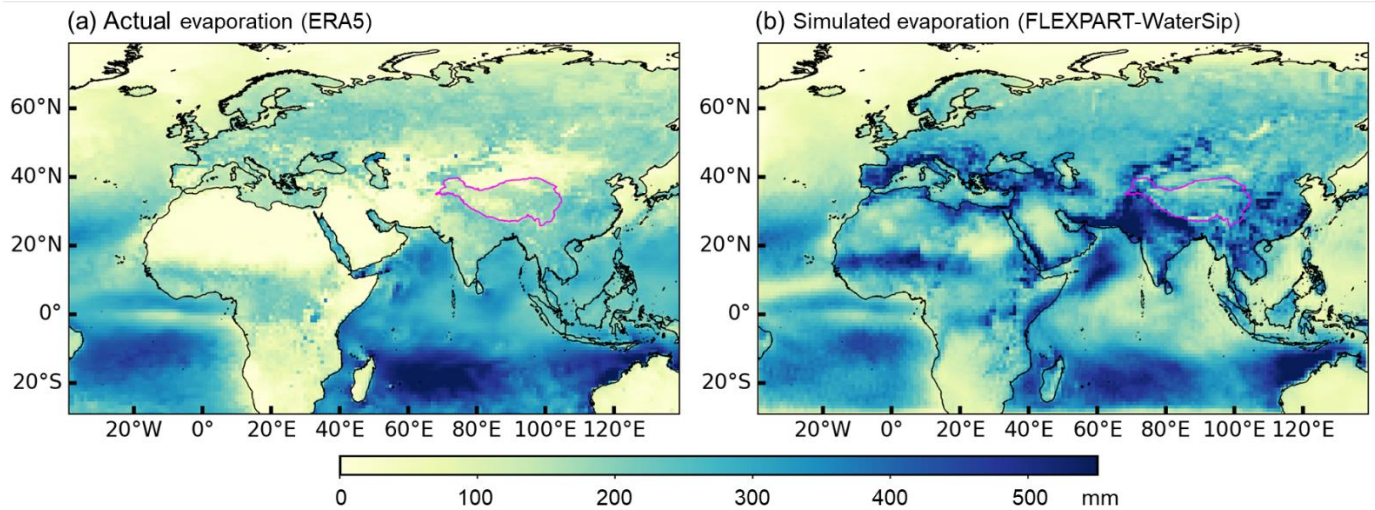 (a) Actual evaporation (ERA5)
(b) Simulated evaporation (FLEXPART-WaterSip)
60°N
40°N
20°N
0°
20°S
20°W 0° 20°E 40°E 60°E 80°E 100°E 120°E
60°N
40°N
20°N
0°
20°S
20°W 0° 20°E 40°E 60°E 80°E 100°E 120°E
0 100 200 300 400 500 mm